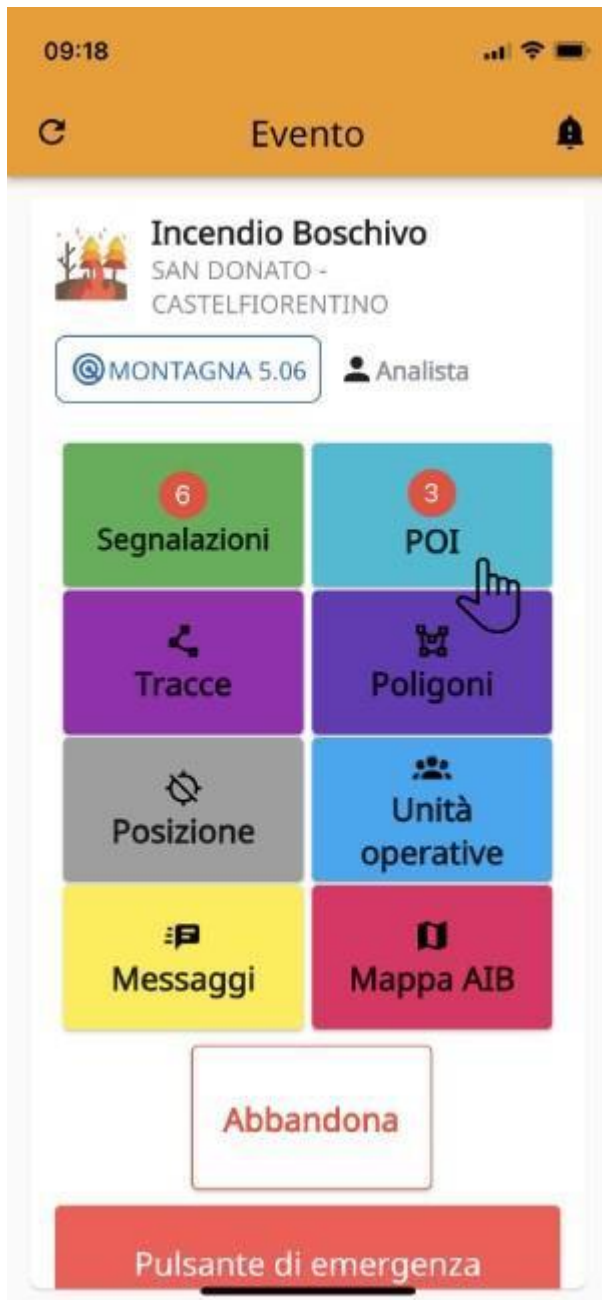 09:18
Evento
Incendio Boschivo
SAN DONATO -
CASTELFIORENTINO
MONTAGNA 5.06
Analista
6
3
Segnalazioni
POI
Tracce
Poligoni
Posizione
Unità
operative
Messaggi
Mappa AIB
Abbandona
Pulsante di emergenza